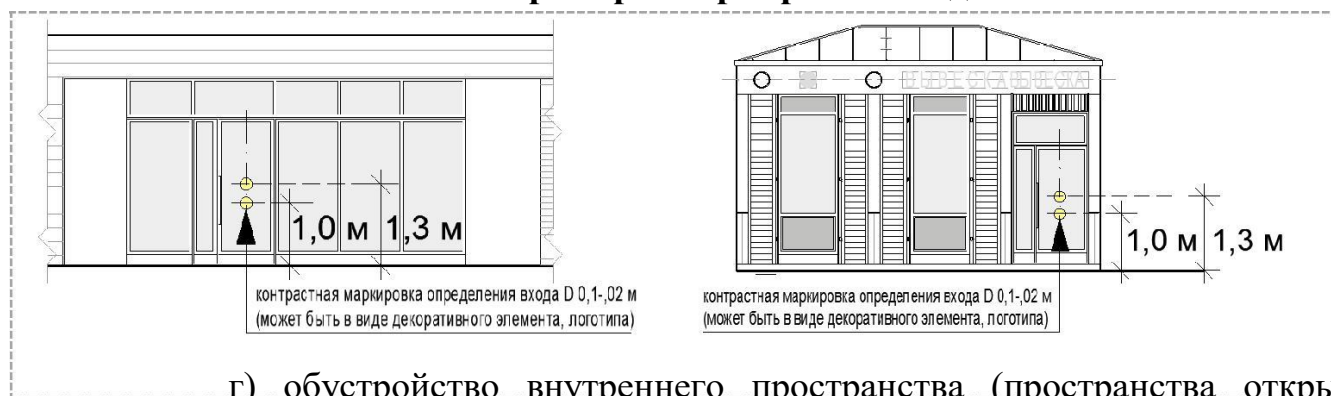 ВЫВЕСКАВЫВЕСКА
1,0 м 1,3 м
1,0 м 1,3 м
контрастная маркировка определения входа D 0,1-,02 м
(может быть в виде декоративного элемента, логотипа)
контрастная маркировка определения входа D 0,1-,02 м
(может быть в виде декоративного элемента, логотипа)
г) обустройство внутреннего пространства (пространства